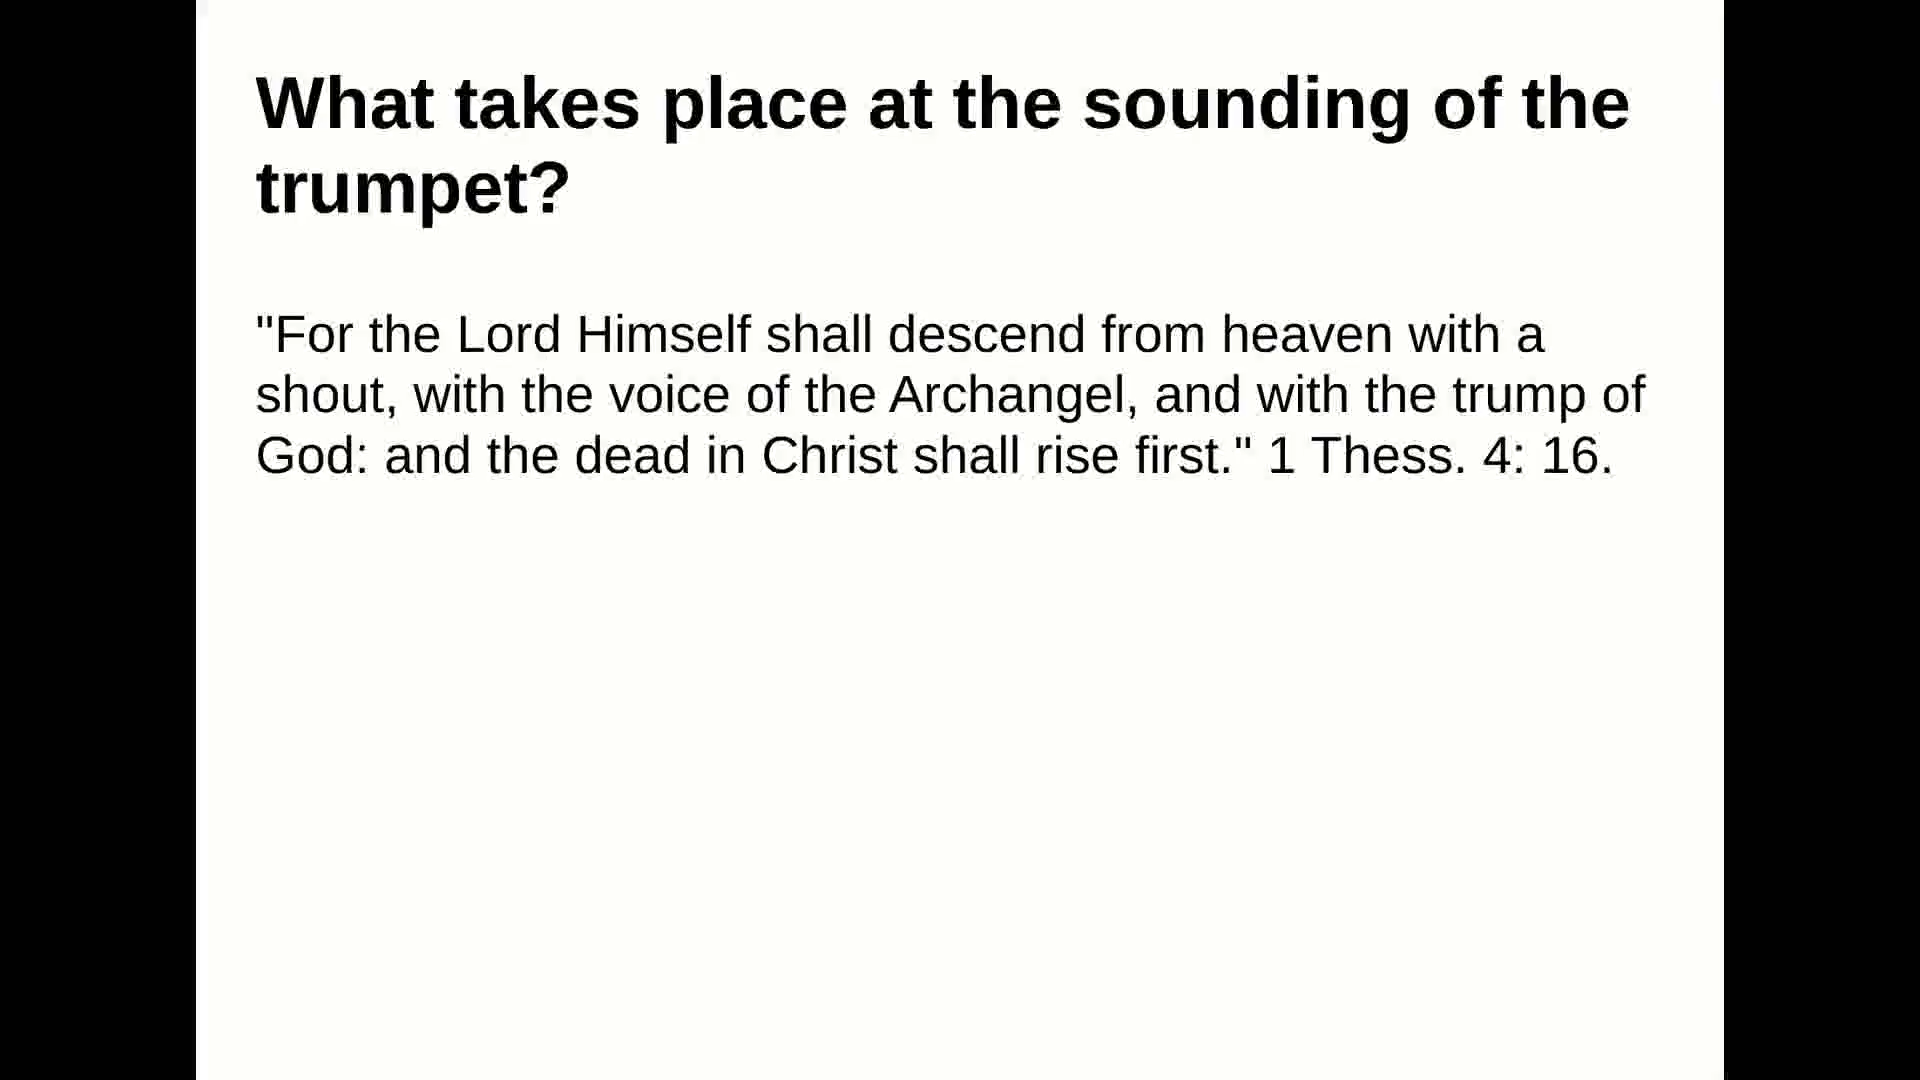 What takes place at the sounding of the
trumpet?
"For the Lord Himself shall descend from heaven with a
shout, with the voice of the Archangel, and with the trump of
God: and the dead in Christ shall rise first." 1 Thess. 4: 16.